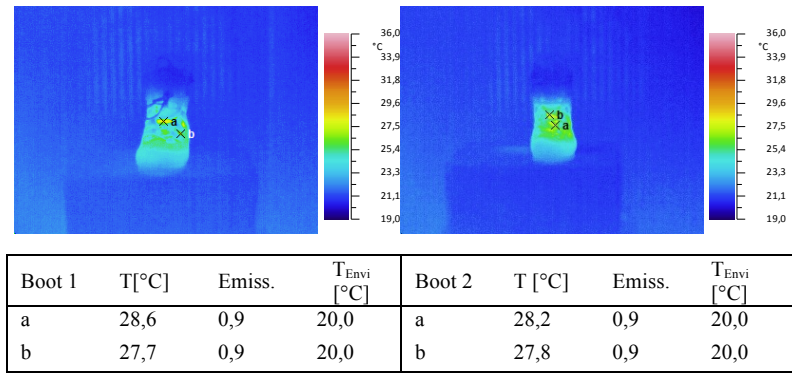 36,0
°C
33,9
31,8
29,6
27,5
25,4
23,3
21,1
19,0
a
b
36,0
°C
33,9
31,8
29,6
27,5
25,4
23,3
21,1
19,0
b
a
Boot 1 T[°C] Emiss. T_Envi [°C] Boot 2 T [°C] Emiss. T_Envi [°C]
a 28,6 0,9 20,0 a 28,2 0,9 20,0
b 27,7 0,9 20,0 b 27,8 0,9 20,0